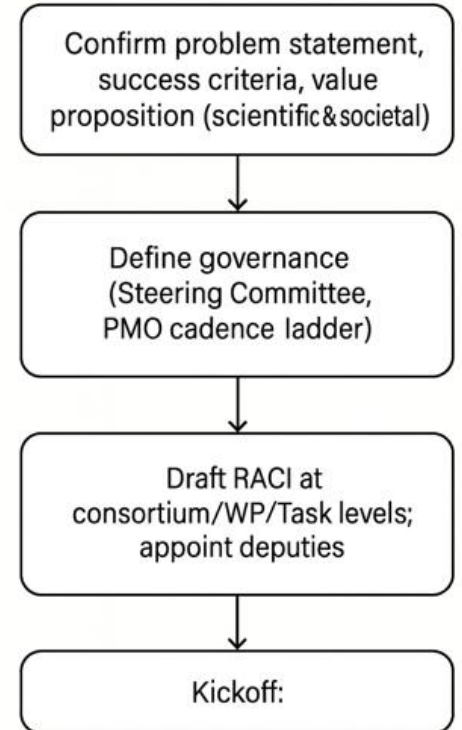 Confirm problem statement,
success criteria, value
proposition (scientific & societal)
Define governance
(Steering Committee,
PMO cadence ladder)
Draft RACI at
consortium/WP/Task levels;
appoint deputies
Kickoff: